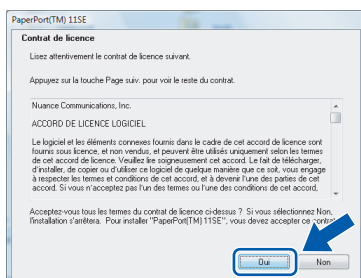 PaperPort(TM) 11SE
Contrat de licence
Lisez attentivement le contrat de licence suivant.
Appuyez sur la touche Page suiv. pour voir le reste du contrat.
Nuance Communications, Inc.
ACCORD DE LICENCE LOGICIEL
Le logiciel et les éléments connexes fournis dans le cadre de cet accord de licence sont
fournis sous licence, et non vendus, et peuvent être utilisés uniquement selon les termes
de cet accord de licence. Veuillez lire soigneusement cet accord. Le fait de télécharger,
d'installer, de copier ou d'utiliser ce logiciel de quelque manière que ce soit, vous engage
à respecter les termes et conditions de cet accord, et à devenir l'une des parties de cet
accord. Si vous n'acceptez pas l'un des termes ou l'une des conditions de cet accord,
Acceptez-vous tous les termes du contrat de licence ci-dessus ? Si vous sélectionnez Non,
l'installation s'arrêtera. Pour installer "PaperPort(TM) 11SE", vous devez accepter ce
Oui
Non